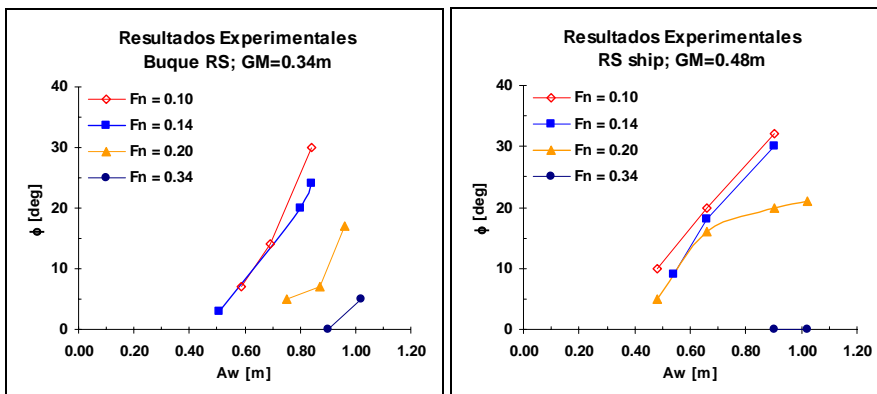 Resultados Experimentales
Buque RS; GM=0.34m
40
30
20
10
0
ϕ [deg]
Fn = 0.10
Fn = 0.14
Fn = 0.20
Fn = 0.34
0.00 0.20 0.40 0.60 0.80 1.00 1.20
Aw [m]
Resultados Experimentales
RS ship; GM=0.48m
40
30
20
10
0
ϕ [deg]
Fn = 0.10
Fn = 0.14
Fn = 0.20
Fn = 0.34
0.00 0.20 0.40 0.60 0.80 1.00 1.20
Aw [m]